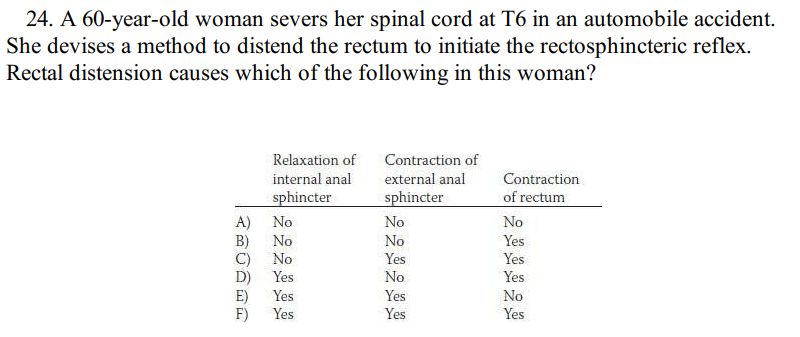 24. A 60-year-old woman severs her spinal cord at T6 in an automobile accident.
She devises a method to distend the rectum to initiate the rectosphincteric reflex.
Rectal distension causes which of the following in this woman?
Relaxation of internal anal sphincter Contraction of external anal sphincter Contraction of rectum
A) No No No
B) No No Yes
C) No Yes Yes
D) Yes No Yes
E) Yes Yes No
F) Yes Yes Yes